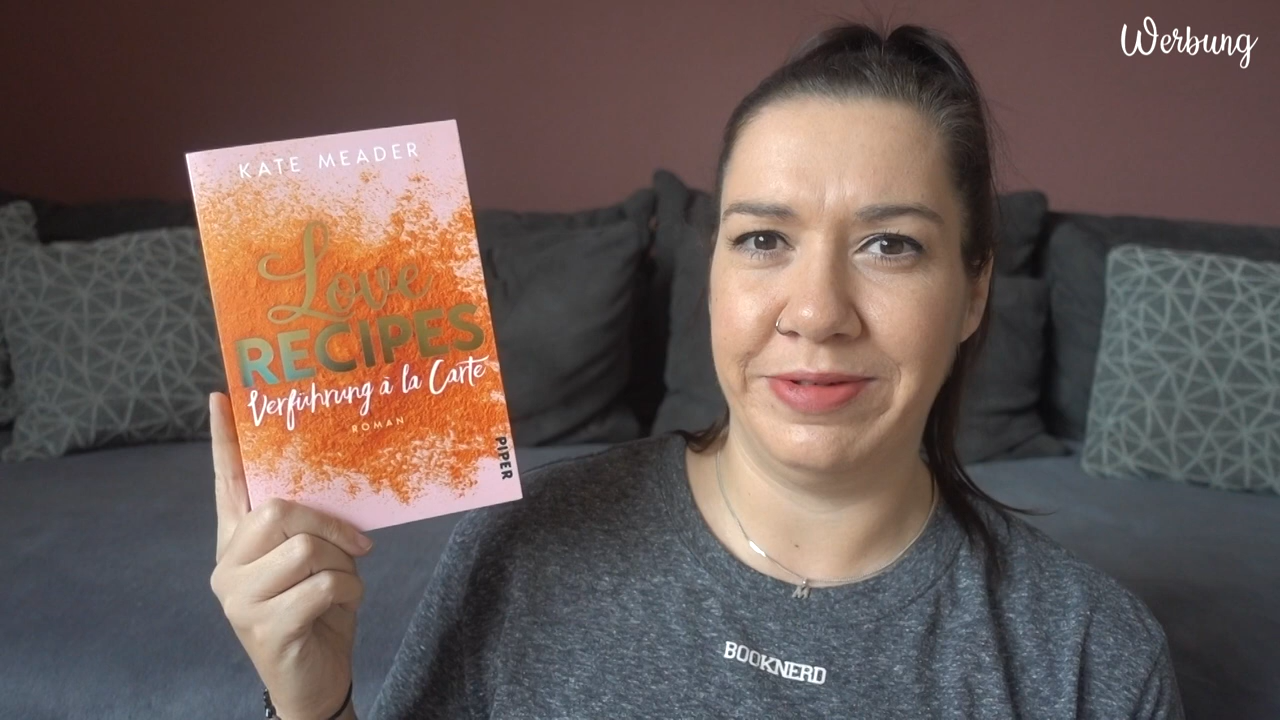 Werbung
KATE MEADER
Love
RECIPES
Verführung à la Carte
ROMAN
PIPER
M
BOOKNERD